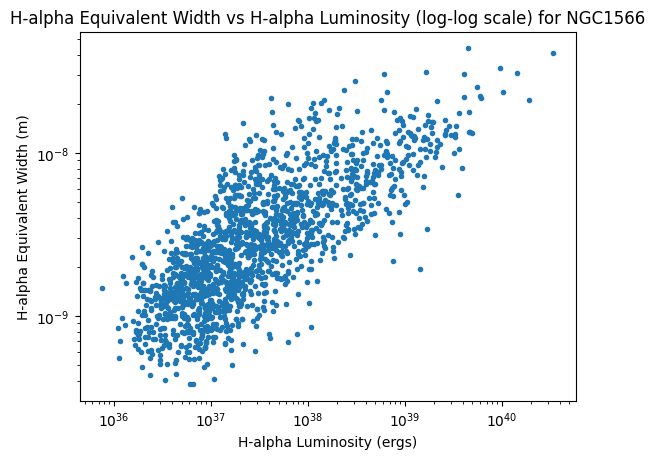 H-alpha Equivalent Width vs H-alpha Luminosity (log-log scale) for NGC1566
H-alpha Equivalent Width (m)
10⁻⁸
10⁻⁹
10³⁶ 10³⁷ 10³⁸ 10³⁹ 10⁴⁰
H-alpha Luminosity (ergs)